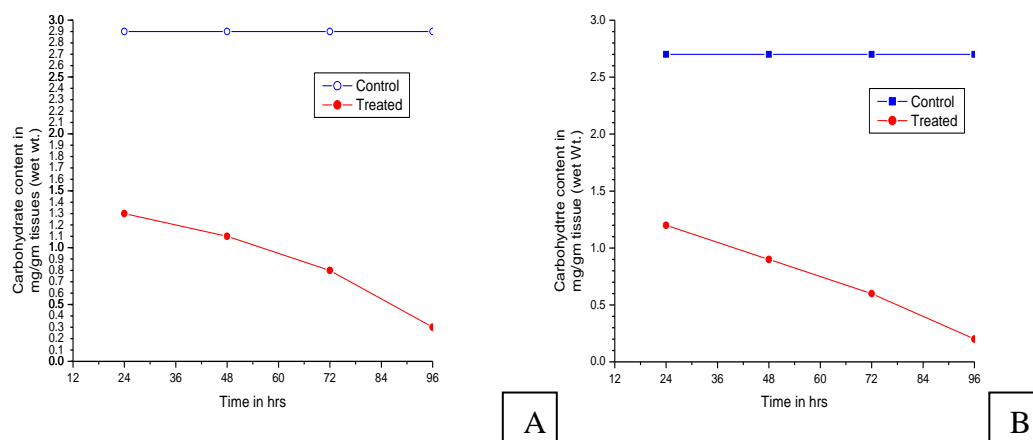 3.0
2.9
2.8
2.7
2.6
2.5
2.4
2.3
2.2
2.1
2.0
1.9
1.8
1.7
1.6
1.5
1.4
1.3
1.2
1.1
1.0
0.9
0.8
0.7
0.6
0.5
0.4
0.3
0.2
0.1
0.0
Carbohydrate content in
mg/gm tissues (wet wt.)
Control
Treated
12 24 36 48 60 72 84 96
Time in hrs
A
3.0
2.5
2.0
1.5
1.0
0.5
0.0
Carbohydtrte content in
mg/gm tissue (wet Wt.)
Control
Treated
12 24 36 48 60 72 84 96
Time in hrs
B